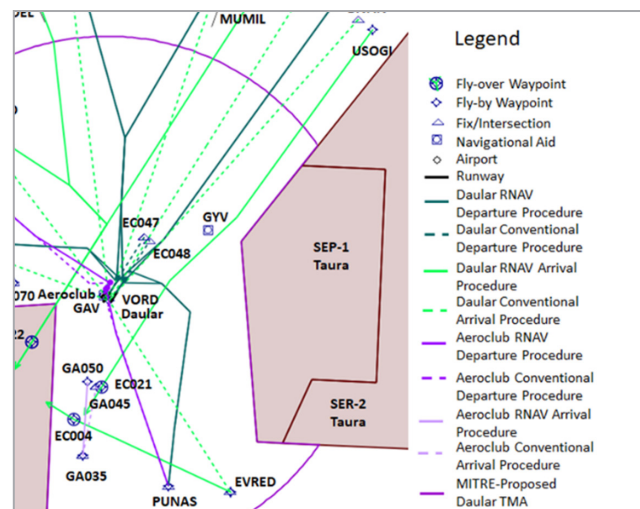 MUMIL
USOGI
EC047
GYV
EC048
SEP-1
Taura
070 Aeroclub
GAV
VORD
Daular
GA050
EC021
GA045
SER-2
Taura
EC004
GA035
EVRED
PUNAS
Legend
Fly-over Waypoint
Fly-by Waypoint
Fix/Intersection
Navigational Aid
Airport
Runway
Daular RNAV
Departure Procedure
Daular Conventional
Departure Procedure
Daular RNAV Arrival
Procedure
Daular Conventional
Arrival Procedure
Aeroclub RNAV
Departure Procedure
Aeroclub Conventional
Departure Procedure
Aeroclub RNAV Arrival
Procedure
Aeroclub Conventional
Arrival Procedure
MITRE-Proposed
Daular TMA